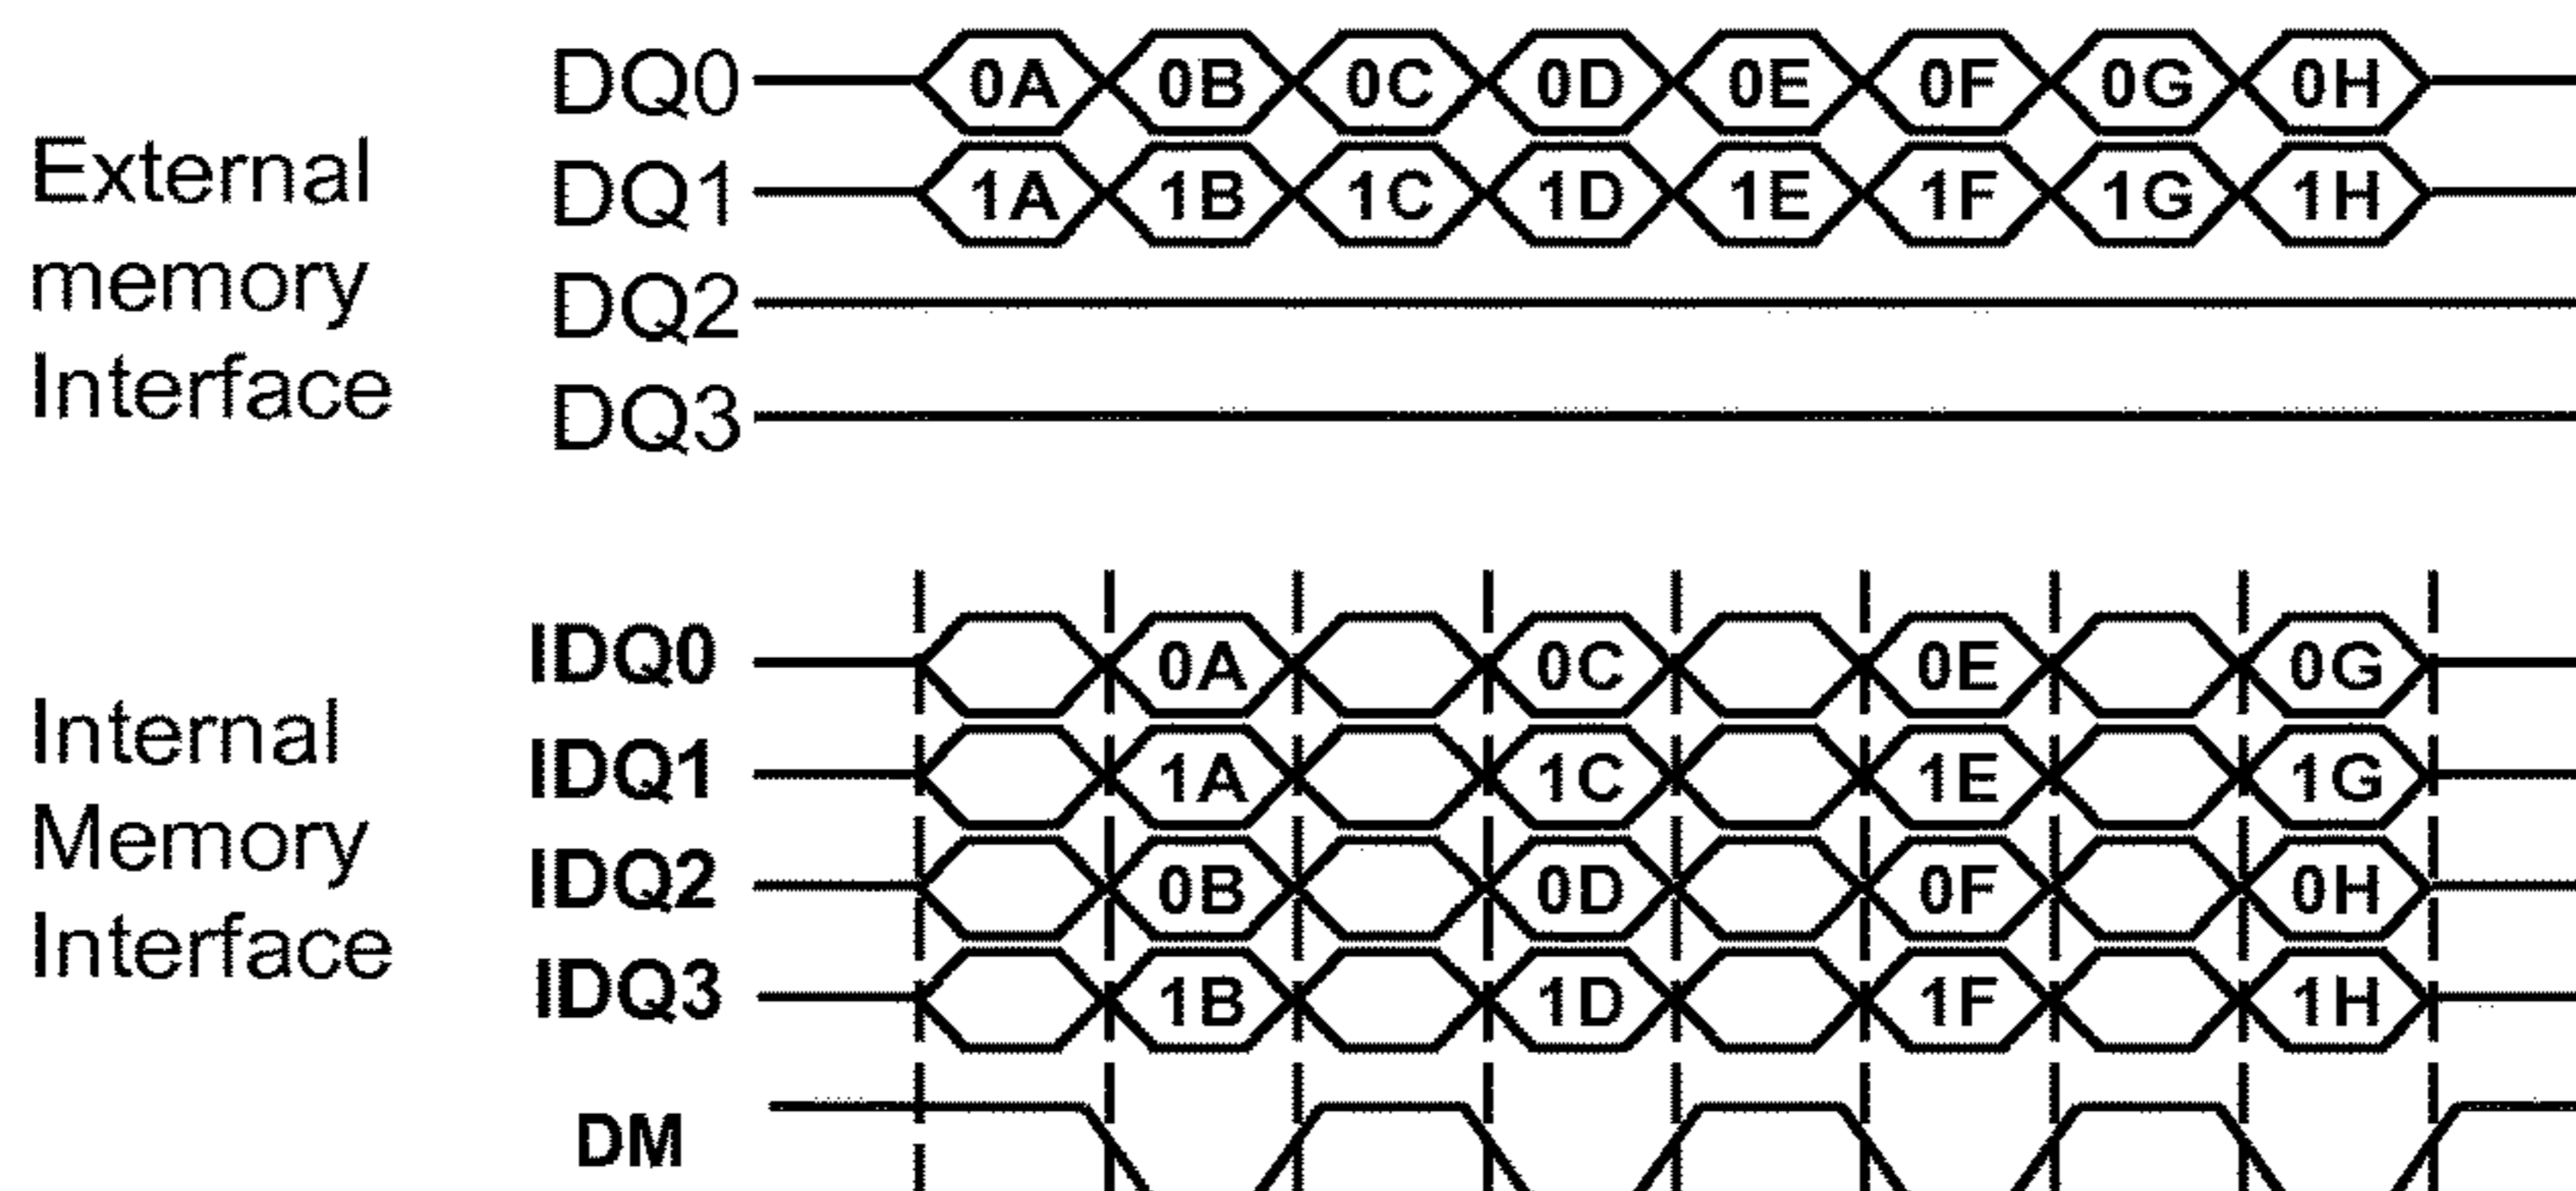 External
memory
Interface
DQ0 0A 0B 0C 0D 0E 0F 0G 0H
DQ1 1A 1B 1C 1D 1E 1F 1G 1H
DQ2
DQ3
Internal
Memory
Interface
IDQ0 0A 0C 0E 0G
IDQ1 1A 1C 1E 1G
IDQ2 0B 0D 0F 0H
IDQ3 1B 1D 1F 1H
DM